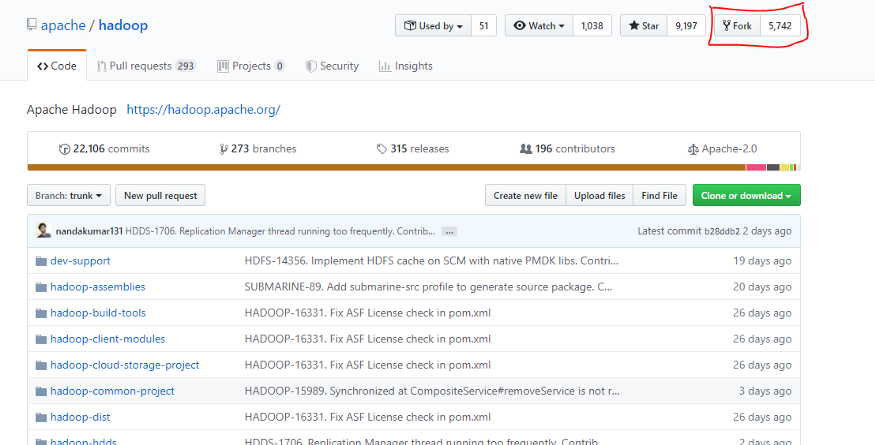 apache / hadoop
Used by 51 Watch 1,038 Star 9,197 Fork 5,742
Code Pull requests 293 Projects 0 Security Insights
Apache Hadoop https://hadoop.apache.org/
22,106 commits 273 branches 315 releases 196 contributors Apache-2.0
Branch: trunk New pull request Create new file Upload files Find File Clone or download
nandakumar131 HDDS-1706. Replication Manager thread running too frequently. Contrib... ... Latest commit b28ddb2 2 days ago
dev-support HDFS-14356. Implement HDFS cache on SCM with native PMDK libs. Contri... 19 days ago
hadoop-assemblies SUBMARINE-89. Add submarine-src profile to generate source package. C... 20 days ago
hadoop-build-tools HADOOP-16331. Fix ASF License check in pom.xml 26 days ago
hadoop-client-modules HADOOP-16331. Fix ASF License check in pom.xml 26 days ago
hadoop-cloud-storage-project HADOOP-16331. Fix ASF License check in pom.xml 26 days ago
hadoop-common-project HADOOP-15989. Synchronized at CompositeService#removeService is not r... 3 days ago
hadoop-dist HADOOP-16331. Fix ASF License check in pom.xml 26 days ago
hadoop-hdds HDDS-1706. Replication Manager thread running too frequently. Contrib... 2 days ago